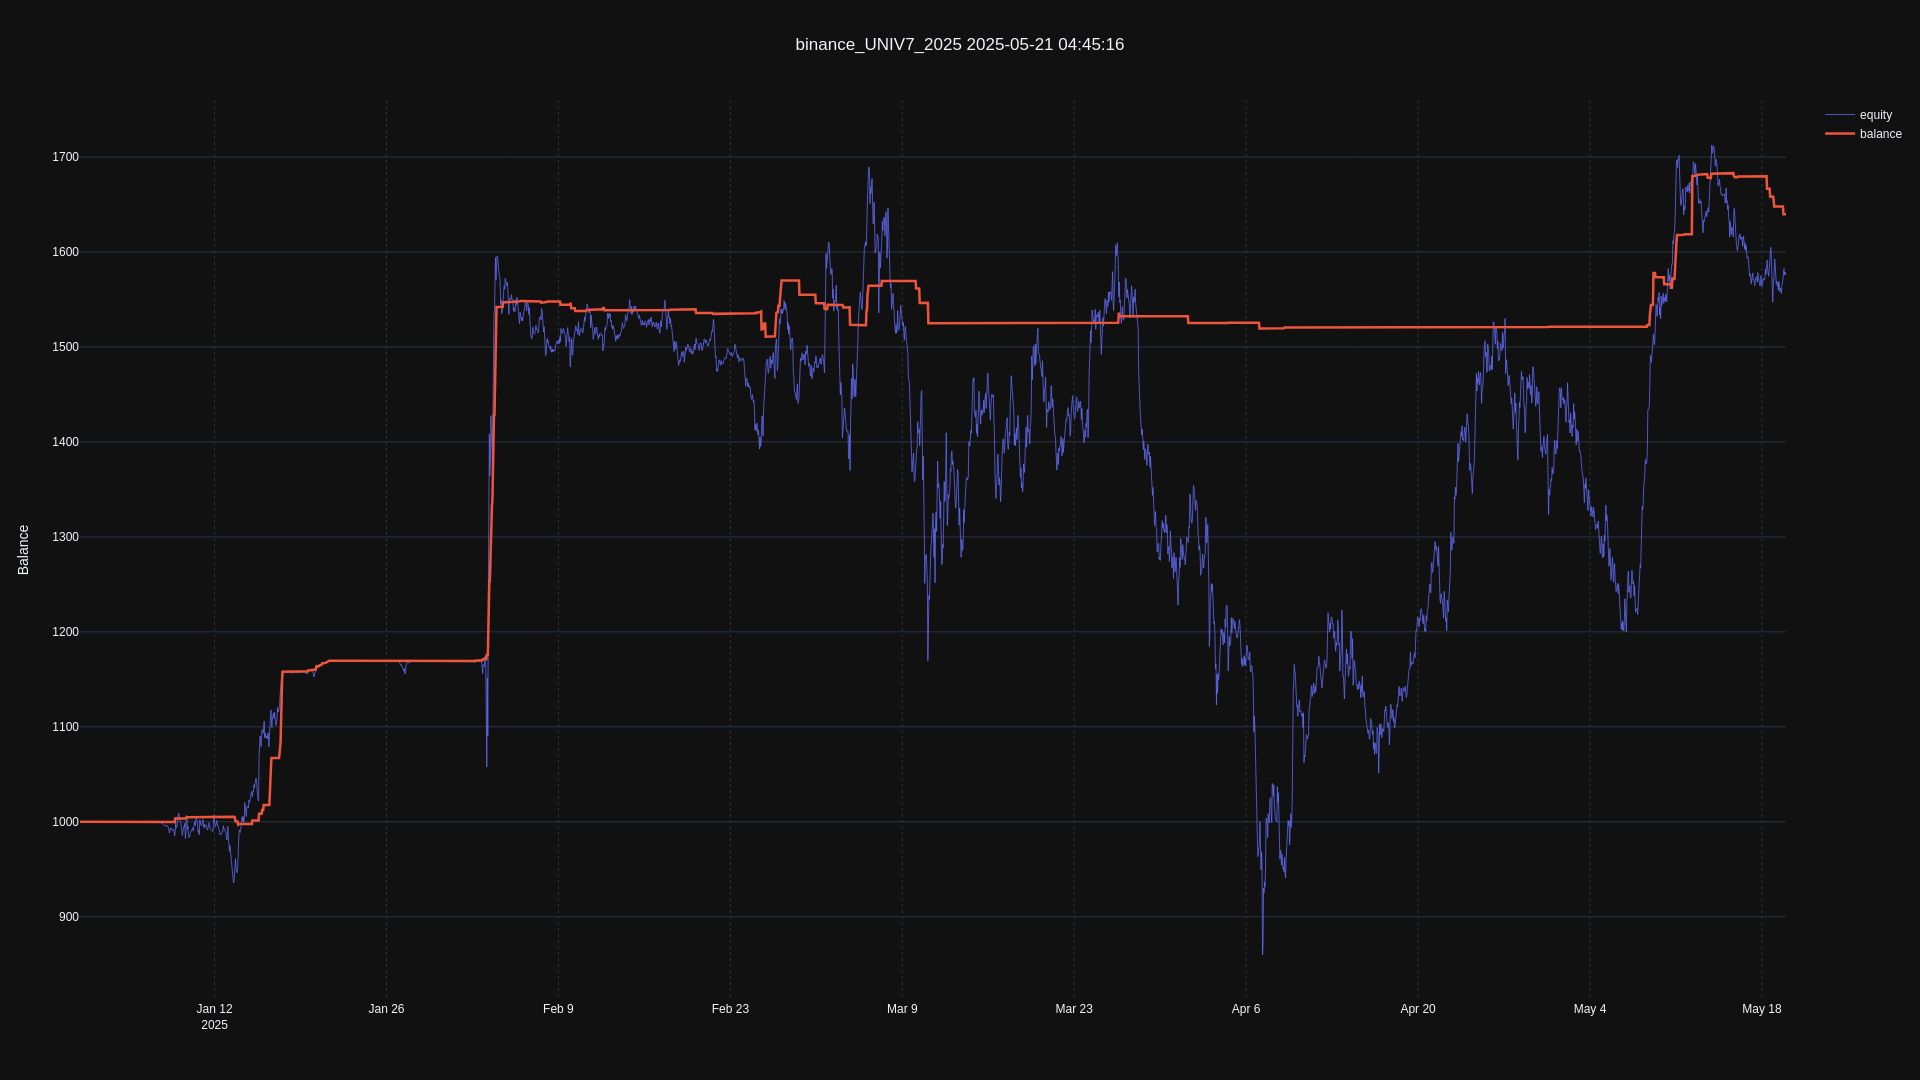 binance_UNIV7_2025 2025-05-21 04:45:16
equity
balance
1700
1600
1500
1400
1300
1200
1100
1000
900
Balance
Jan 12
2025
Jan 26
Feb 9
Feb 23
Mar 9
Mar 23
Apr 6
Apr 20
May 4
May 18